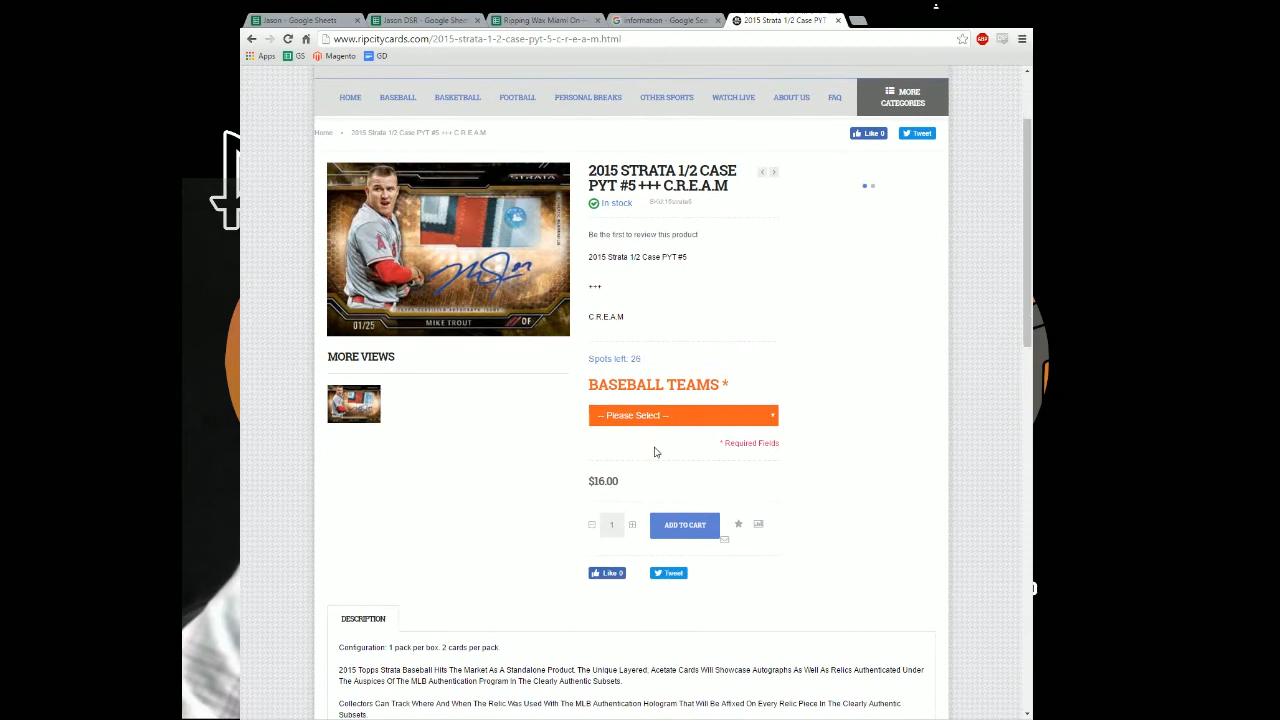 Jason - Google Sheets
Jason DSR - Google Sheet
Ripping Wax Miami On
information - Google Sea
2015 Strata 1/2 Case PYT
www.ripcitycards.com/2015-strata-1-2-case-pyt-5-c-r-e-a-m.html
ABP
Apps GS Magento GD
HOME BASEBALL BASKETBALL FOOTBALL PERSONAL BREAKS OTHER SPORTS WATCH LIVE ABOUT US FAQ
MORE
CATEGORIES
Home • 2015 Strata 1/2 Case PYT #5 +++ C.R.E.A.M
Like 0 Tweet
STRATA
01/25
MIKE TROUT
OF
MORE VIEWS
2015 STRATA 1/2 CASE
PYT #5 +++ C.R.E.A.M
In stock SKU:15strata5
Be the first to review this product
2015 Strata 1/2 Case PYT #5
+++
C.R.E.A.M
Spots left: 26
BASEBALL TEAMS *
-- Please Select --
* Required Fields
$16.00
1
ADD TO CART
Like 0 Tweet
DESCRIPTION
Configuration: 1 pack per box. 2 cards per pack.
2015 Topps Strata Baseball Hits The Market As A Standalone Product. The Unique Layered, Acetate Cards Will Showcase Autographs As Well As Relics Authenticated Under
The Auspices Of The MLB Authentication Program In The Clearly Authentic Subsets.
Collectors Can Track Where And When The Relic Was Used With The MLB Authentication Hologram That Will Be Affixed On Every Relic Piece In The Clearly Authentic
Subsets.